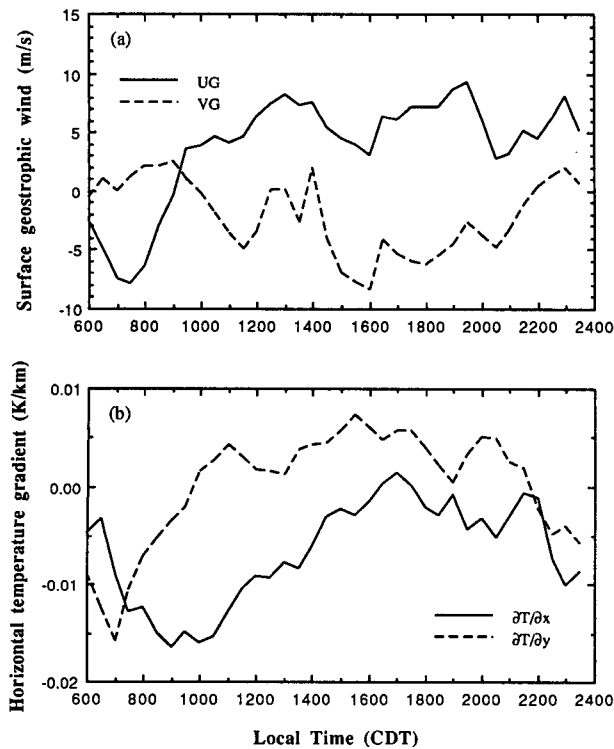 (a)
UG
VG
Surface geostrophic wind (m/s)
15
10
5
0
-5
-10
600 800 1000 1200 1400 1600 1800 2000 2200 2400
(b)
∂T/∂x
∂T/∂y
Horizontal temperature gradient (K/km)
0.01
0.00
-0.01
-0.02
600 800 1000 1200 1400 1600 1800 2000 2200 2400
Local Time (CDT)